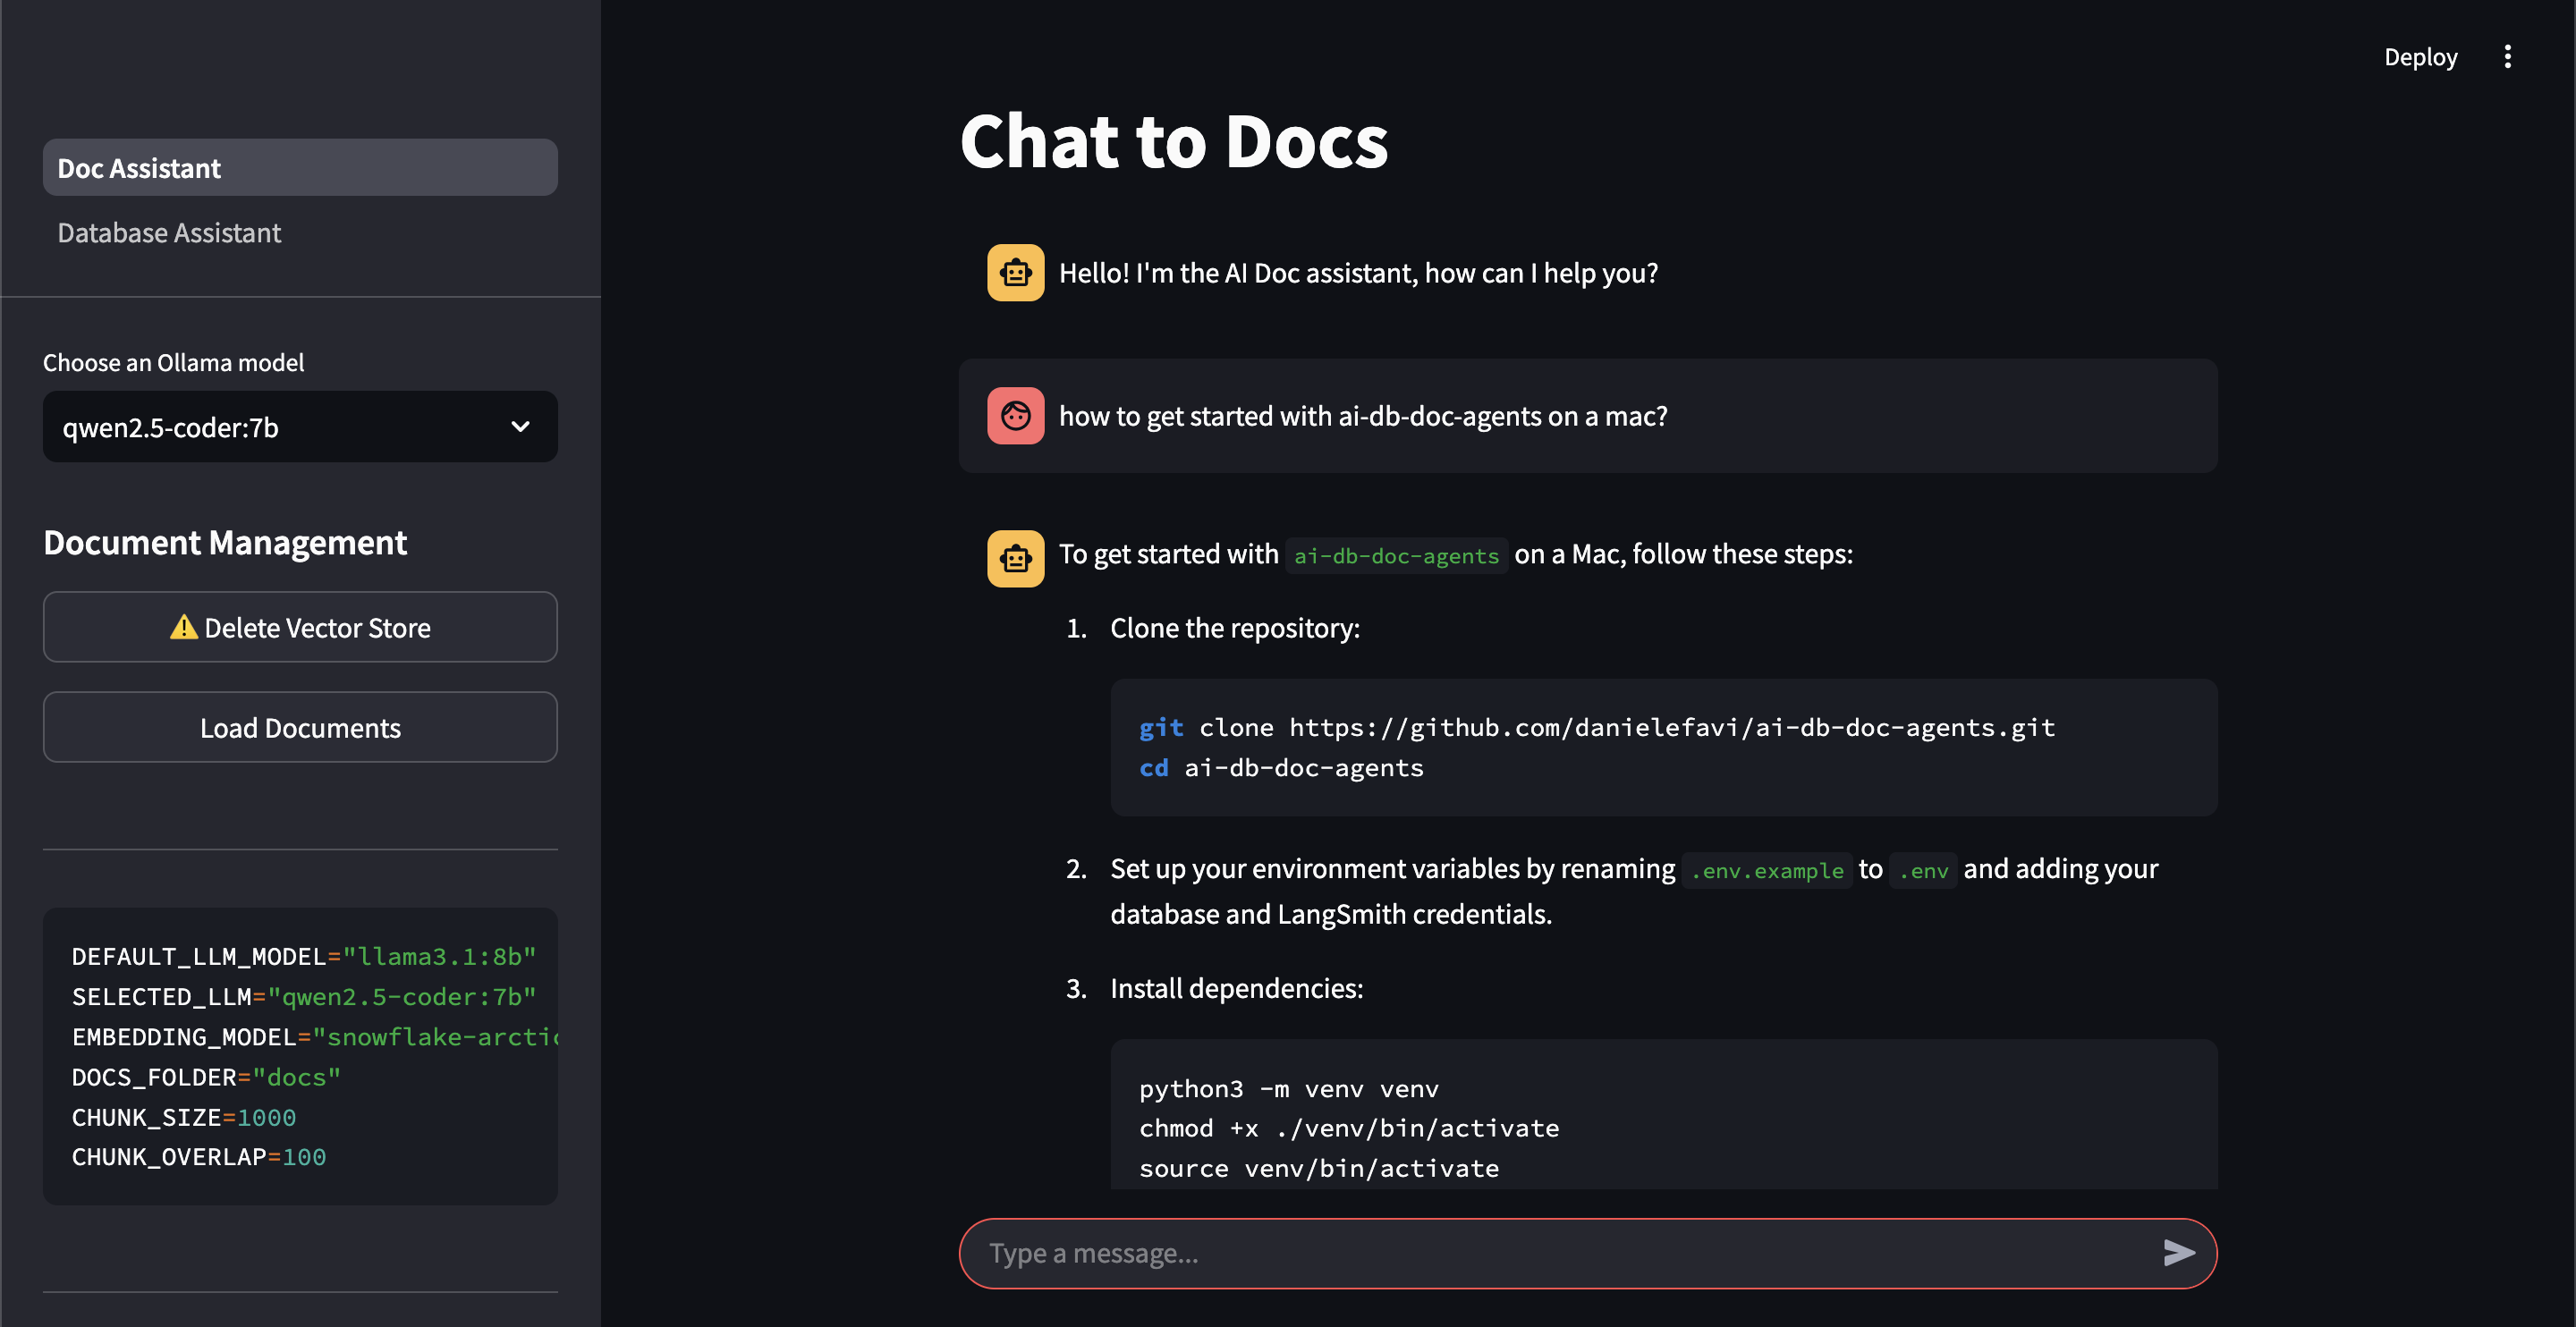 Deploy
Doc Assistant
Database Assistant
Choose an Ollama model
qwen2.5-coder:7b
Document Management
⚠️ Delete Vector Store
Load Documents
DEFAULT_LLM_MODEL="llama3.1:8b"
SELECTED_LLM="qwen2.5-coder:7b"
EMBEDDING_MODEL="snowflake-arctic
DOCS_FOLDER="docs"
CHUNK_SIZE=1000
CHUNK_OVERLAP=100
Chat to Docs
Hello! I'm the AI Doc assistant, how can I help you?
how to get started with ai-db-doc-agents on a mac?
To get started with ai-db-doc-agents on a Mac, follow these steps:
1. Clone the repository:
git clone https://github.com/danielefavi/ai-db-doc-agents.git
cd ai-db-doc-agents
2. Set up your environment variables by renaming .env.example to .env and adding your
database and LangSmith credentials.
3. Install dependencies:
python3 -m venv venv
chmod +x ./venv/bin/activate
source venv/bin/activate
Type a message...